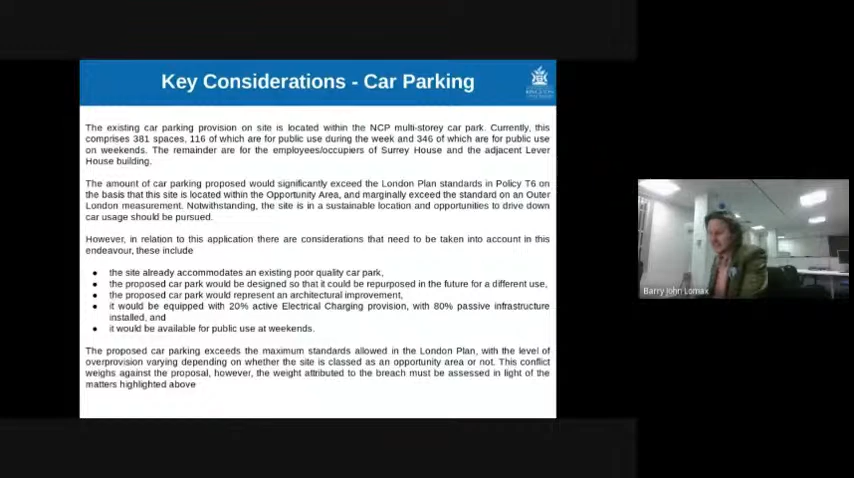 Key Considerations - Car Parking
The existing car parking provision on site is located within the NCP multi-storey car park. Currently, this
comprises 381 spaces, 116 of which are for public use during the week and 346 of which are for public use
on weekends. The remainder are for the employees/occupiers of Surrey House and the adjacent Lever
House building.
The amount of car parking proposed would significantly exceed the London Plan standards in Policy T6 on
the basis that this site is located within the Opportunity Area, and marginally exceed the standard on an Outer
London measurement. Notwithstanding, the site is in a sustainable location and opportunities to drive down
car usage should be pursued.
However, in relation to this application there are considerations that need to be taken into account in this
endeavour, these include
● the site already accommodates an existing poor quality car park,
● the proposed car park would be designed so that it could be repurposed in the future for a different use,
● the proposed car park would represent an architectural improvement,
● it would be equipped with 20% active Electrical Charging provision, with 80% passive infrastructure
installed, and
● it would be available for public use at weekends.
The proposed car parking exceeds the maximum standards allowed in the London Plan, with the level of
overprovision varying depending on whether the site is classed as an opportunity area or not. This conflict
weighs against the proposal, however, the weight attributed to the breach must be assessed in light of the
matters highlighted above
Barry John Lomax